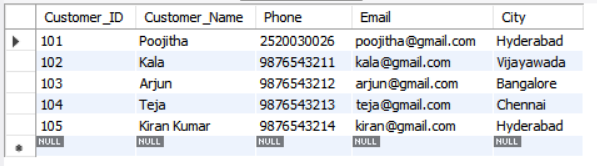 Customer_ID Customer_Name Phone Email City
101 Poojitha 2520030026 poojitha@gmail.com Hyderabad
102 Kala 9876543211 kala@gmail.com Vijayawada
103 Arjun 9876543212 arjun@gmail.com Bangalore
104 Teja 9876543213 teja@gmail.com Chennai
105 Kiran Kumar 9876543214 kiran@gmail.com Hyderabad
NULL NULL NULL NULL NULL